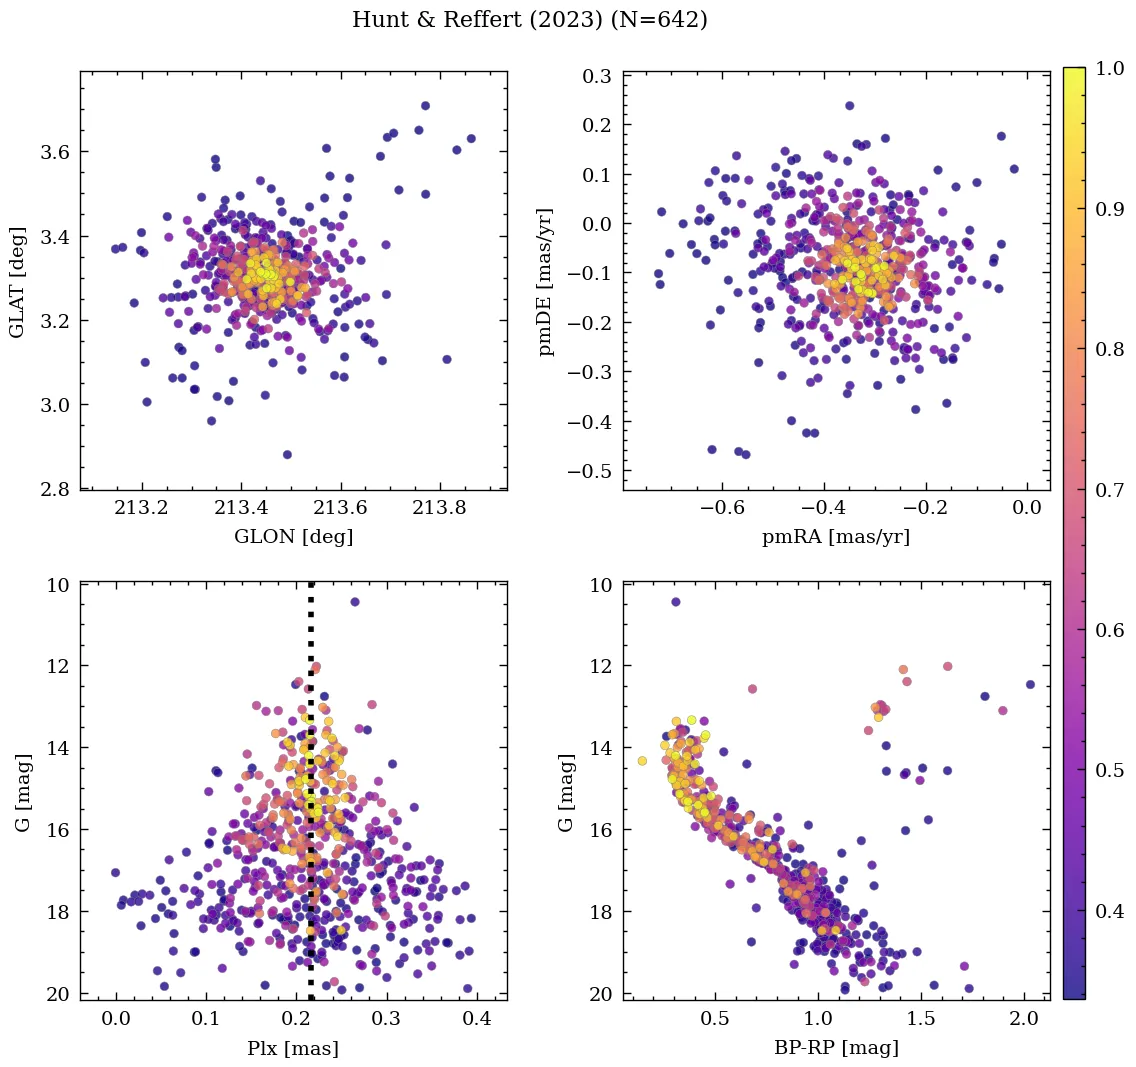 Hunt & Reffert (2023) (N=642)
3.6
3.4
3.2
3.0
2.8
GLAT [deg]
213.2 213.4 213.6 213.8
GLON [deg]
0.3
0.2
0.1
0.0
−0.1
−0.2
−0.3
−0.4
−0.5
pmDE [mas/yr]
−0.6 −0.4 −0.2 0.0
pmRA [mas/yr]
1.0
0.9
0.8
0.7
0.6
0.5
0.4
10
12
14
16
18
20
G [mag]
0.0 0.1 0.2 0.3 0.4
Plx [mas]
10
12
14
16
18
20
G [mag]
0.5 1.0 1.5 2.0
BP-RP [mag]